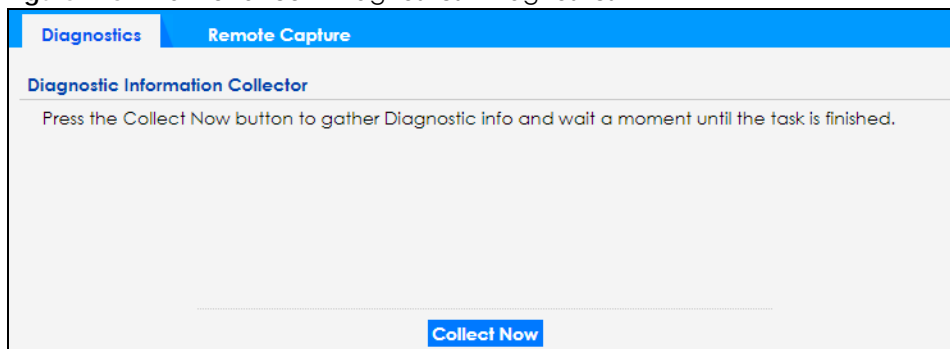 Diagnostics Remote Capture
Diagnostic Information Collector
Press the Collect Now button to gather Diagnostic info and wait a moment until the task is finished.
Collect Now